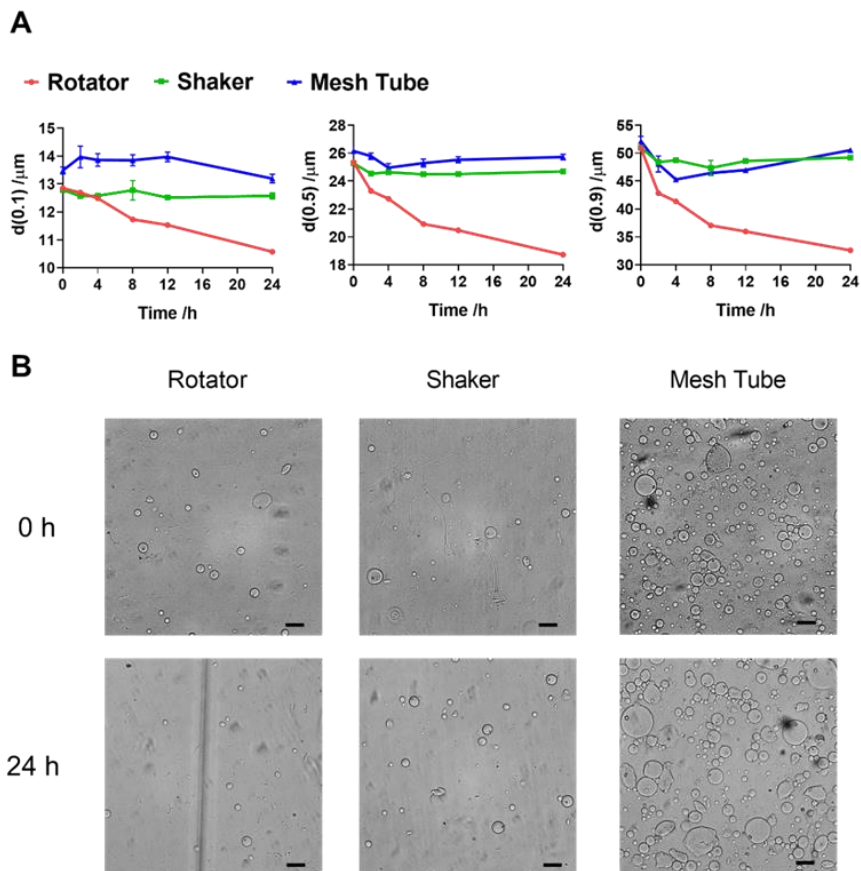 A
Rotator Shaker Mesh Tube
15
14
13
12
11
10
d(0.1) /μm
0 4 8 12 16 20 24
Time /h
28
26
24
22
20
18
d(0.5) /μm
0 4 8 12 16 20 24
Time /h
55
50
45
40
35
30
d(0.9) /μm
0 4 8 12 16 20 24
Time /h
B
Rotator Shaker Mesh Tube
0 h
24 h